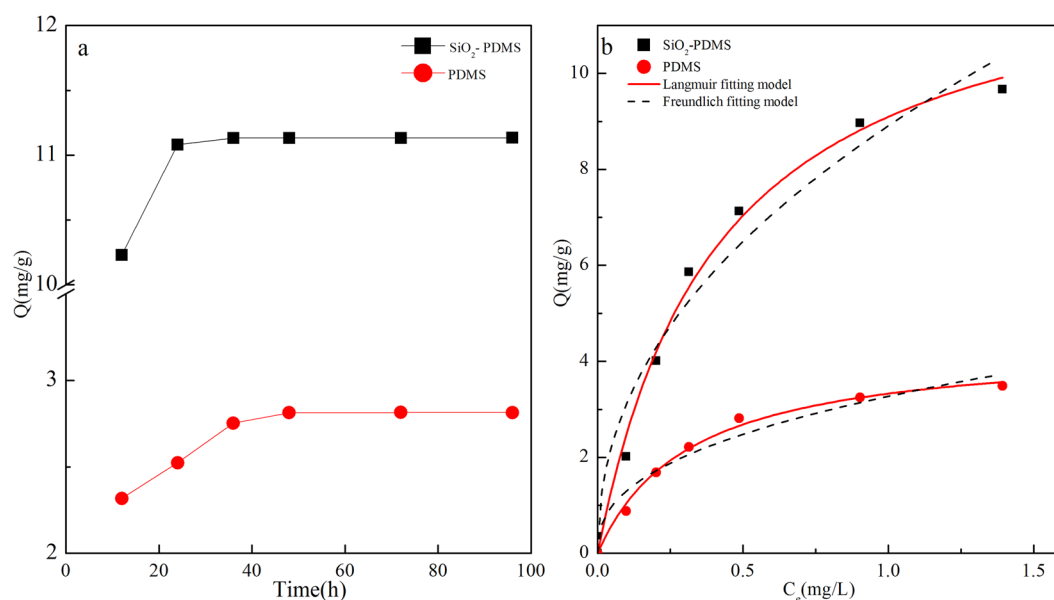 a
SiO₂- PDMS
PDMS
12
11
10
3
2
Q(mg/g)
0
20
40
60
80
100
Time(h)
b
SiO₂-PDMS
PDMS
Langmuir fitting model
Freundlich fitting model
10
8
6
4
2
0
Q(mg/g)
0.0
0.5
1.0
1.5
Cₑ(mg/L)